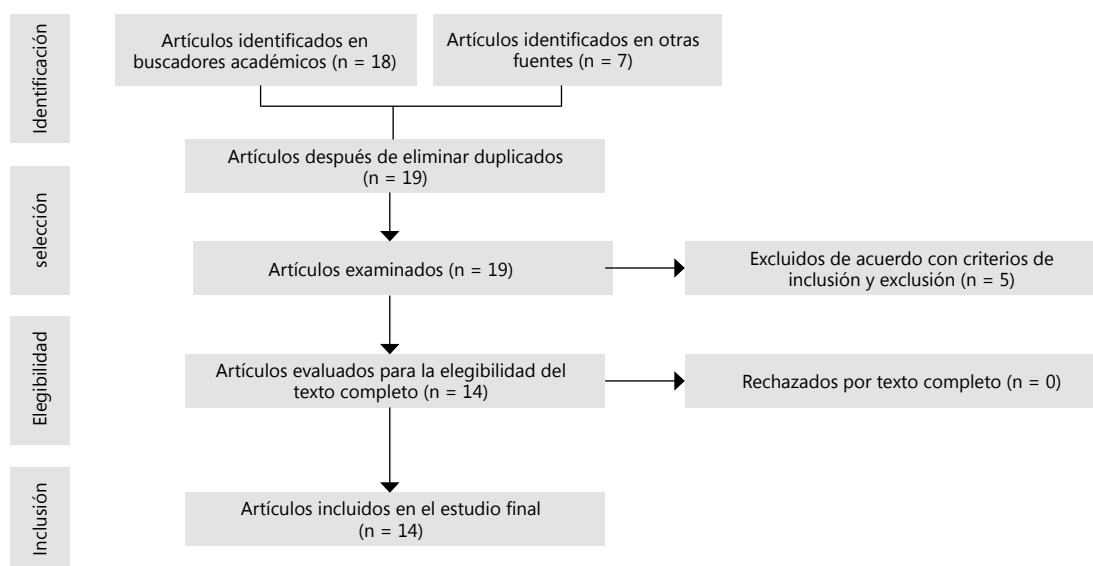 Identificación
Artículos identificados en
buscadores académicos (n = 18)
Artículos identificados en otras
fuentes (n = 7)
Artículos después de eliminar duplicados
(n = 19)
selección
Artículos examinados (n = 19)
Excluidos de acuerdo con criterios de
inclusión y exclusión (n = 5)
Elegibilidad
Artículos evaluados para la elegibilidad del
texto completo (n = 14)
Rechazados por texto completo (n = 0)
Inclusión
Artículos incluidos en el estudio final
(n = 14)